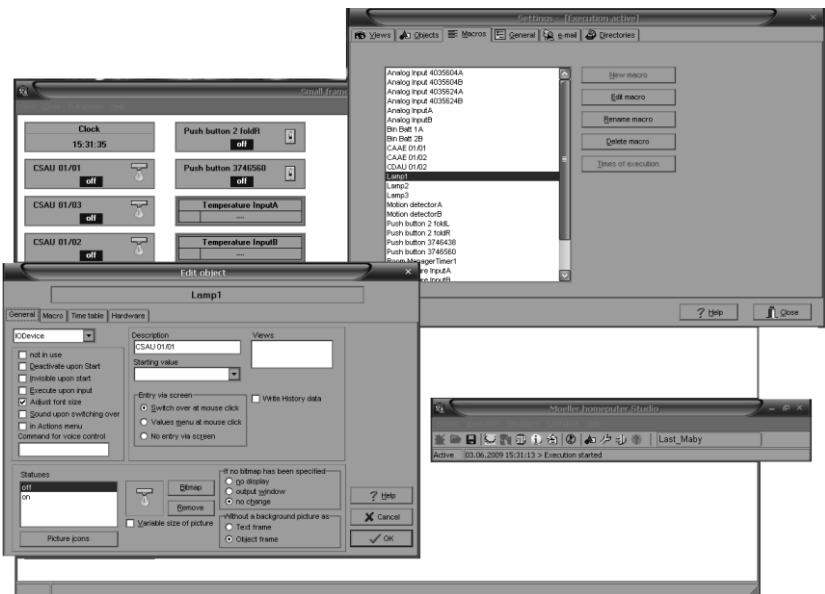 Settings - [Execution active]
Views
Objects
Macros
General
e-mail
Directories
Analog Input 4035604A
Analog Input 4035604B
Analog Input 4035624A
Analog Input 4035624B
Analog InputA
Analog InputB
Bin Batt 1A
Bin Batt 2B
CAAE 01/01
CAAE 01/02
CDAU 01/02
Lamp1
Lamp2
Lamp3
Motion detectorA
Motion detectorB
Push button 2 foldL
Push button 2 foldR
Push button 3746438
Push button 3746560
Room ManagerTimer1
re InputA
re InputB
New macro
Edit macro
Rename macro
Delete macro
Times of execution
Help
Close
Small frame
Clock
15:31:35
Push button 2 foldR
off
CSAU 01/01
off
Push button 3746560
off
CSAU 01/03
off
Temperature InputA
----
CSAU 01/02
off
Temperature InputB
----
Edit object
Lamp1
General
Macro
Time table
Hardware
IODevice
not in use
Deactivate upon Start
Invisible upon start
Execute upon input
Adjust font size
Sound upon switching over
in Actions menu
Command for voice control
Description
CSAU 01/01
Starting value
Entry via screen
Switch over at mouse click
Values menu at mouse click
No entry via screen
Views
Write History data
Statuses
off
on
Picture icons
Bitmap
Remove
Variable size of picture
If no bitmap has been specified
no display
output window
no change
Without a background picture as
Text frame
Object frame
Help
Cancel
OK
Moeller homeputer Studio
Last_Maby
Active
03.06.2009 15:31:13 > Execution started